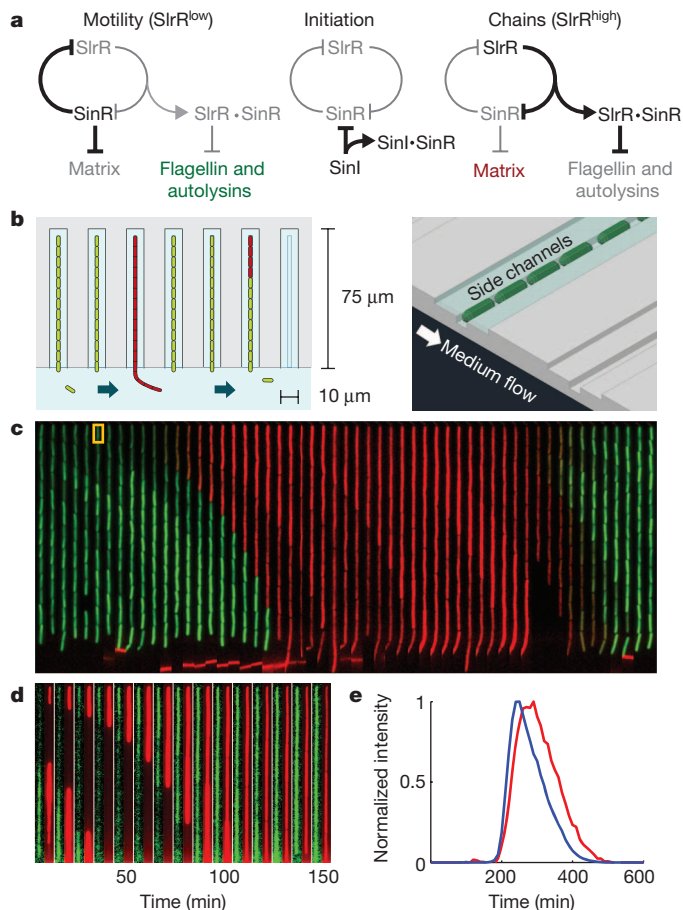 a
Motility (SlrR^low)
Initiation
Chains (SlrR^high)
SlrR
SinR
SlrR·SinR
Matrix
Flagellin and
autolysins
SlrR
SinR
SinI·SinR
SinI
SlrR
SinR
SlrR·SinR
Matrix
Flagellin and
autolysins
b
75 µm
10 µm
Side channels
Medium flow
c
d
50
100
150
Time (min)
e
Normalized intensity
1
0.5
0
200
400
600
Time (min)